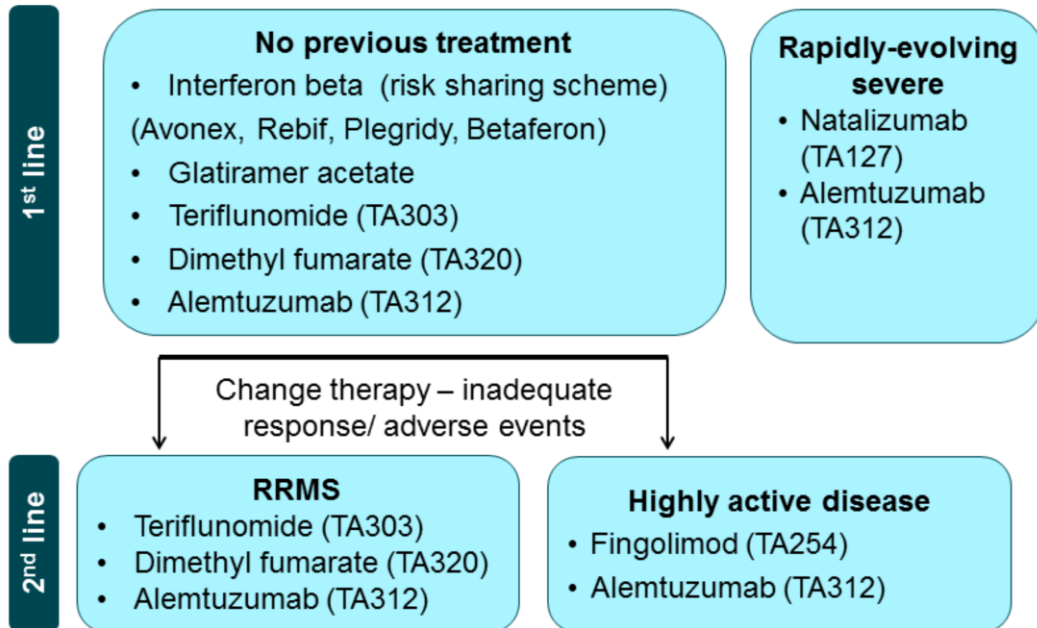 1st line
No previous treatment
• Interferon beta (risk sharing scheme)
(Avonex, Rebif, Plegridy, Betaferon)
• Glatiramer acetate
• Teriflunomide (TA303)
• Dimethyl fumarate (TA320)
• Alemtuzumab (TA312)
Rapidly-evolving
severe
• Natalizumab
(TA127)
• Alemtuzumab
(TA312)
Change therapy – inadequate
response/ adverse events
2nd line
RRMS
• Teriflunomide (TA303)
• Dimethyl fumarate (TA320)
• Alemtuzumab (TA312)
Highly active disease
• Fingolimod (TA254)
• Alemtuzumab (TA312)